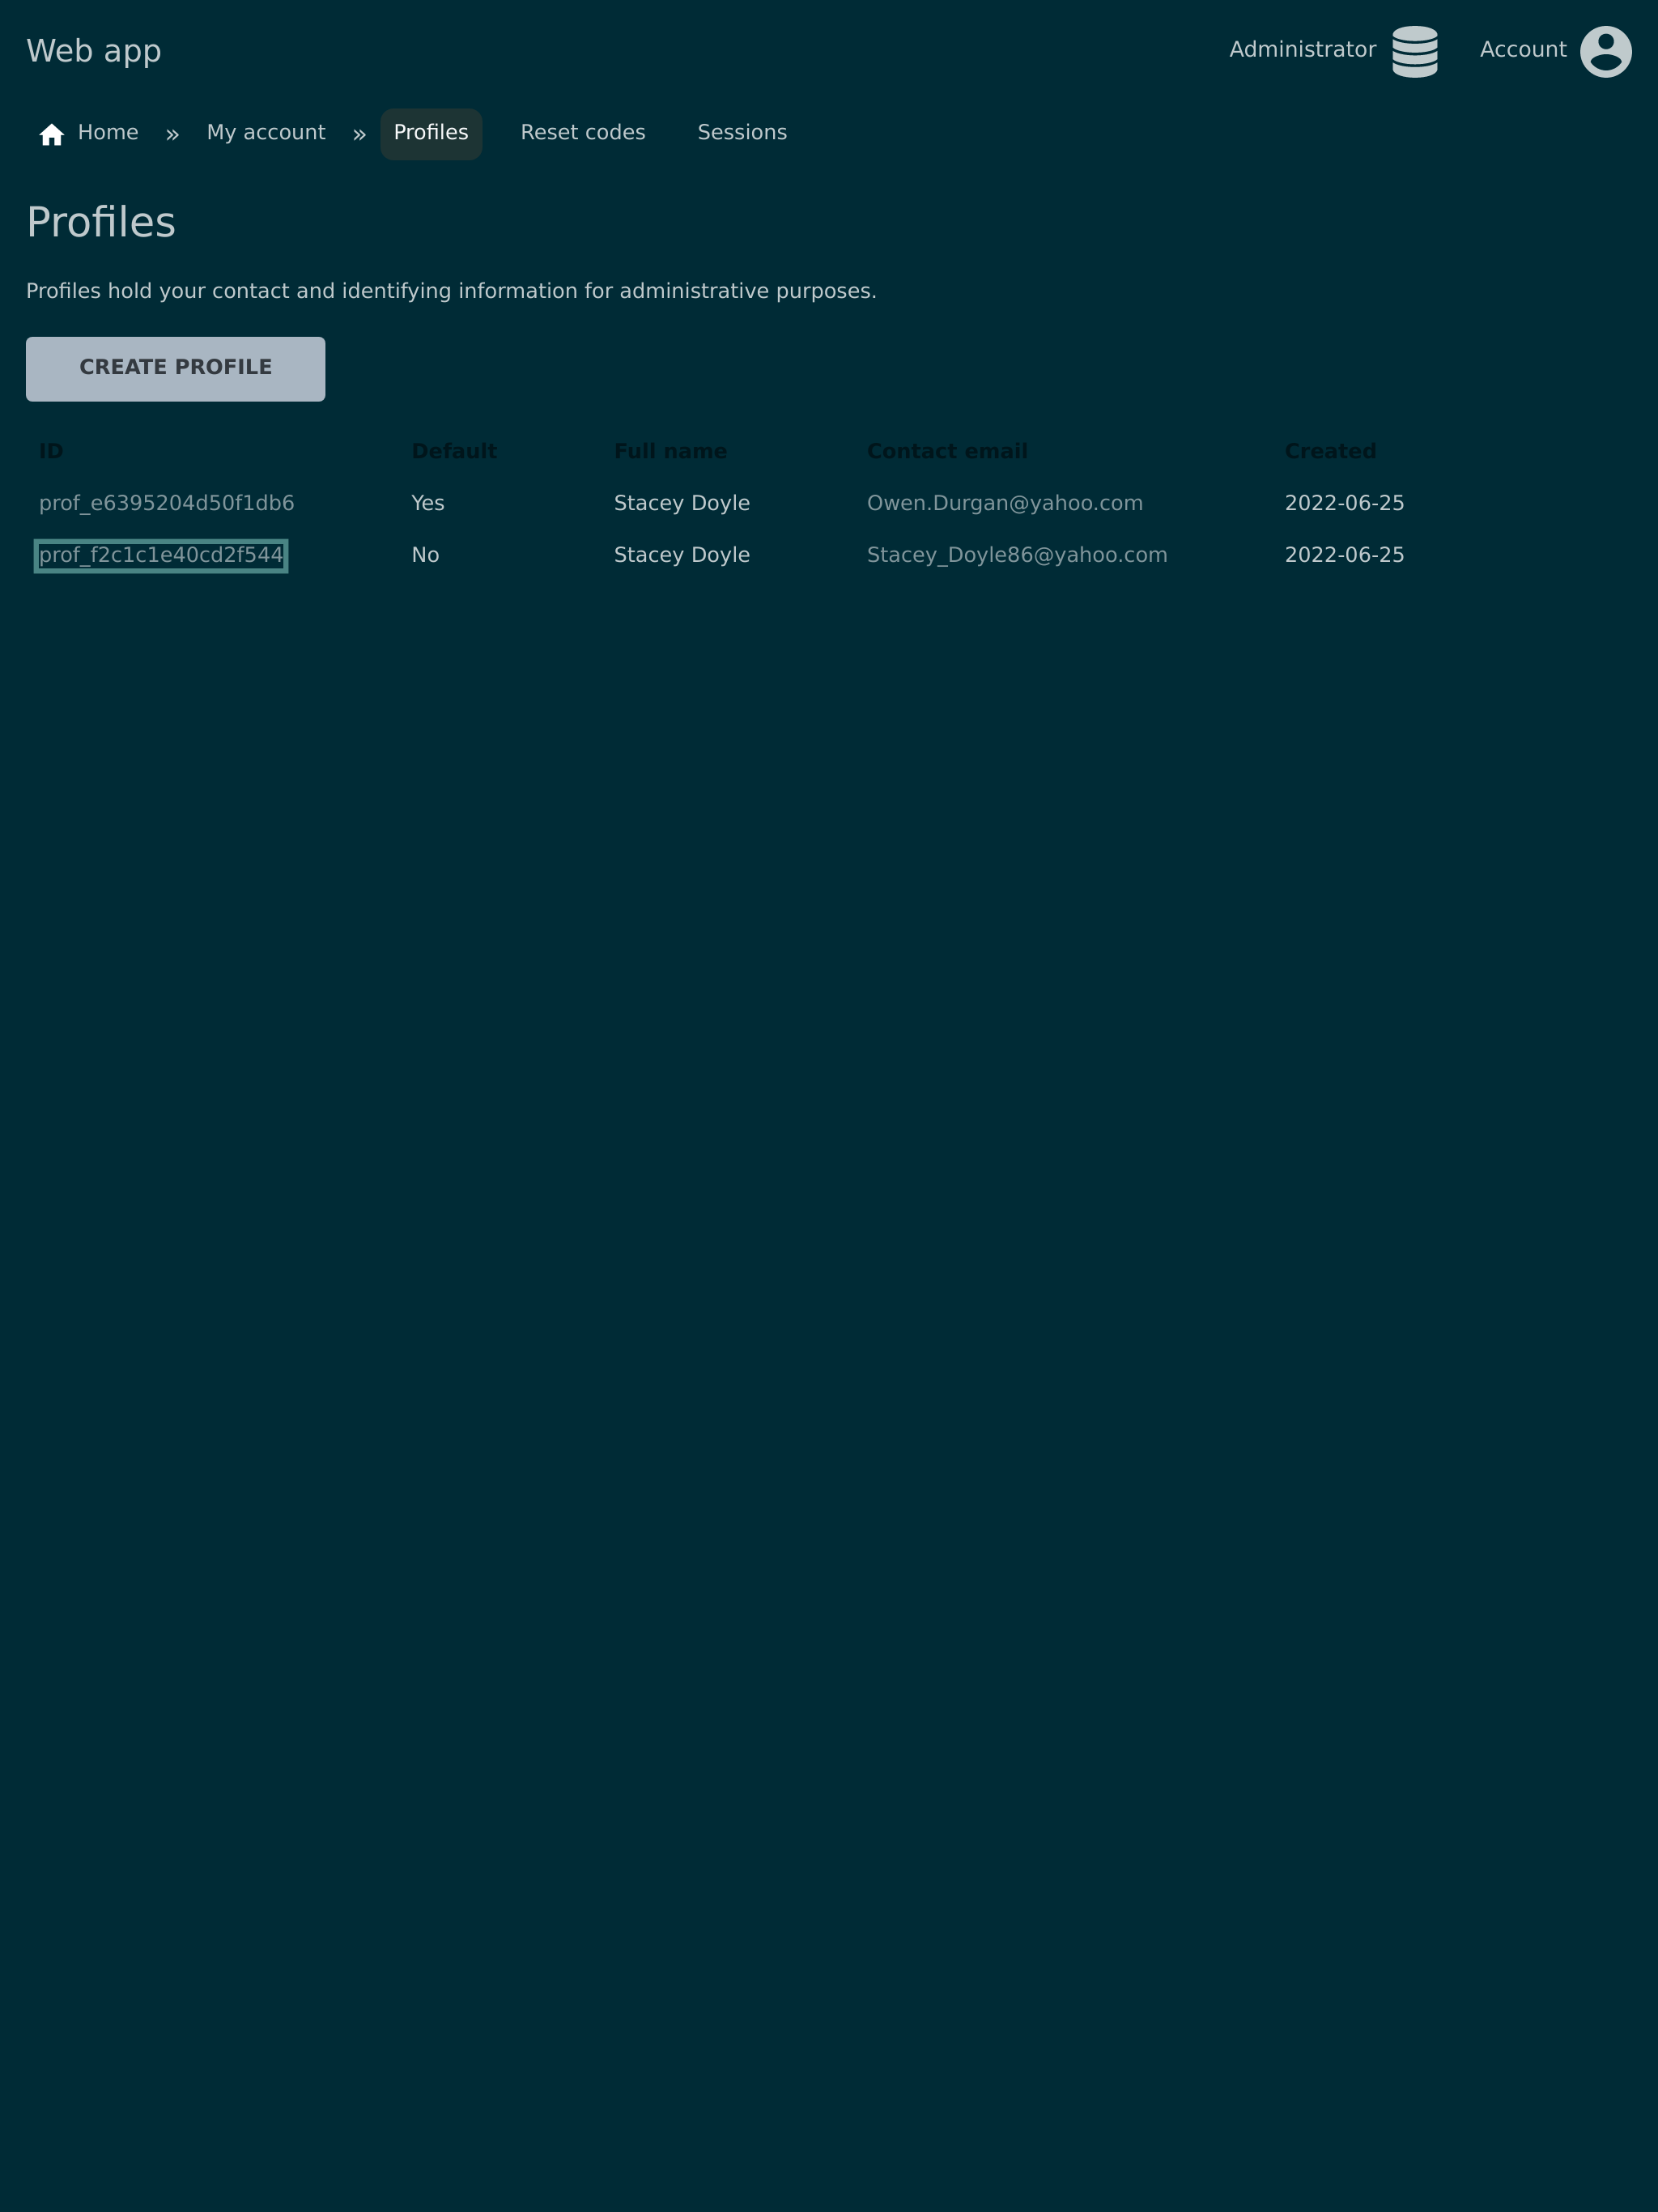 Web app
Administrator
Account
Home » My account » Profiles Reset codes Sessions
Profiles
Profiles hold your contact and identifying information for administrative purposes.
CREATE PROFILE
ID Default Full name Contact email Created
prof_e6395204d50f1db6 Yes Stacey Doyle Owen.Durgan@yahoo.com 2022-06-25
prof_f2c1c1e40cd2f544 No Stacey Doyle Stacey_Doyle86@yahoo.com 2022-06-25